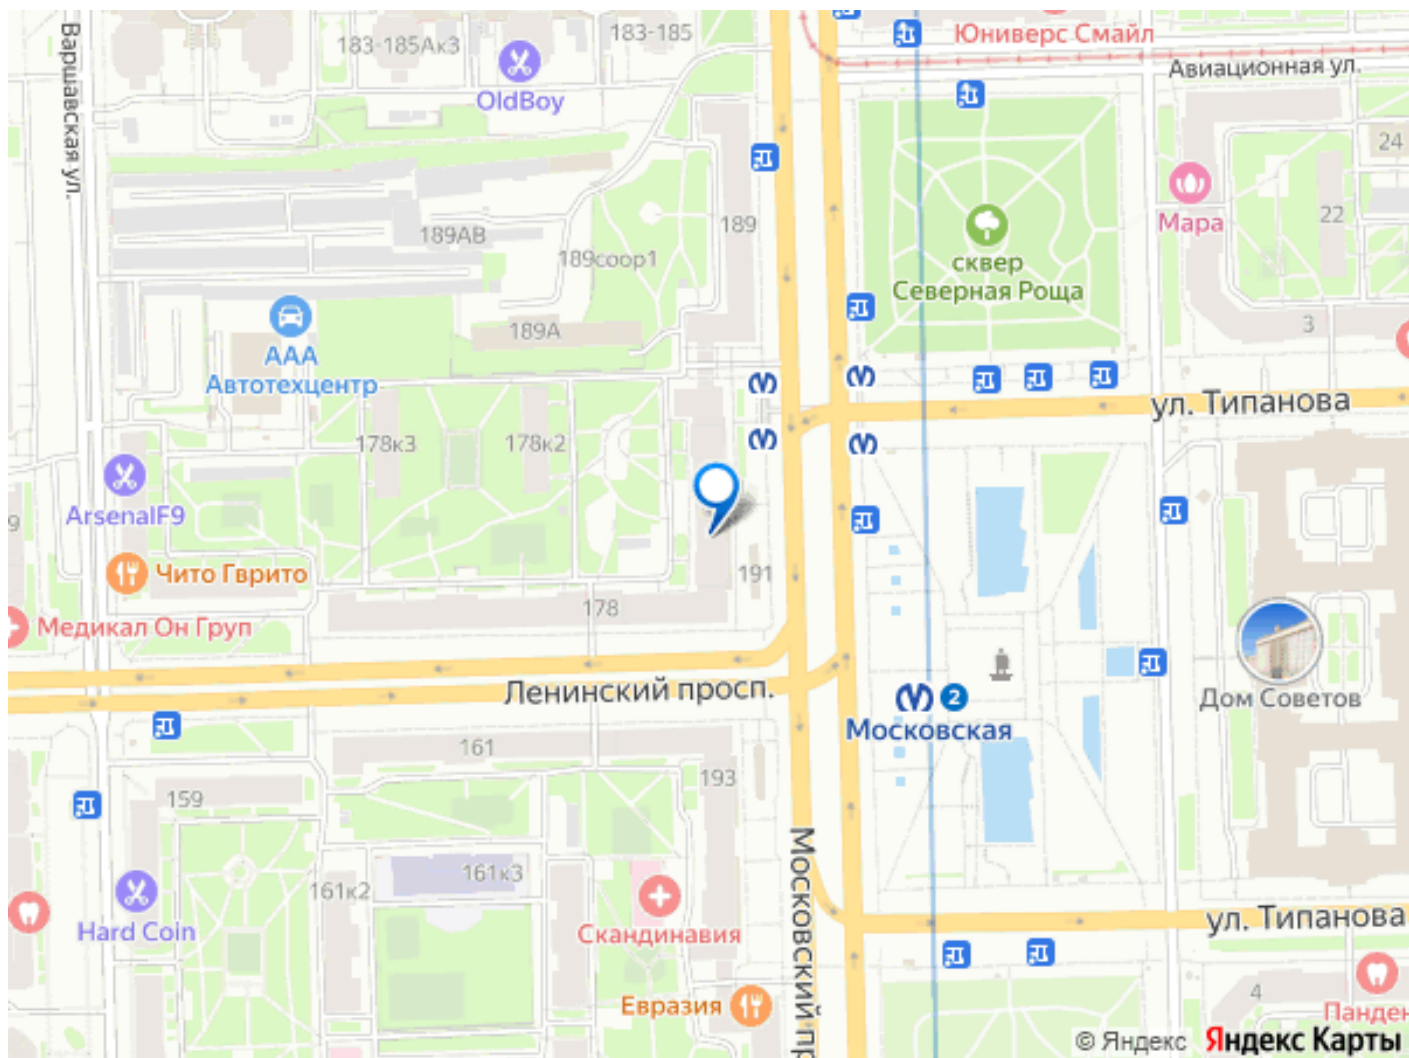 183-185Ак3
183-185
Юниверс Смайл
Варшавская ул.
OldBoy
Авиационная ул.
24
189
189АВ
189соор1
сквер
Северная Роща
Мара
22
189А
3
ААА
Автотехцентр
ул. Типанова
178к3
178к2
9
ArsenalF9
Чито Гврито
191
178
Медикал Он Груп
Ленинский просп.
2
Московская
Дом Советов
161
193
159
161к2
161к3
Hard Coin
Скандинавия
Московский пр
ул. Типанова
Евразия
4
Панден
© Яндекс Яндекс Карты